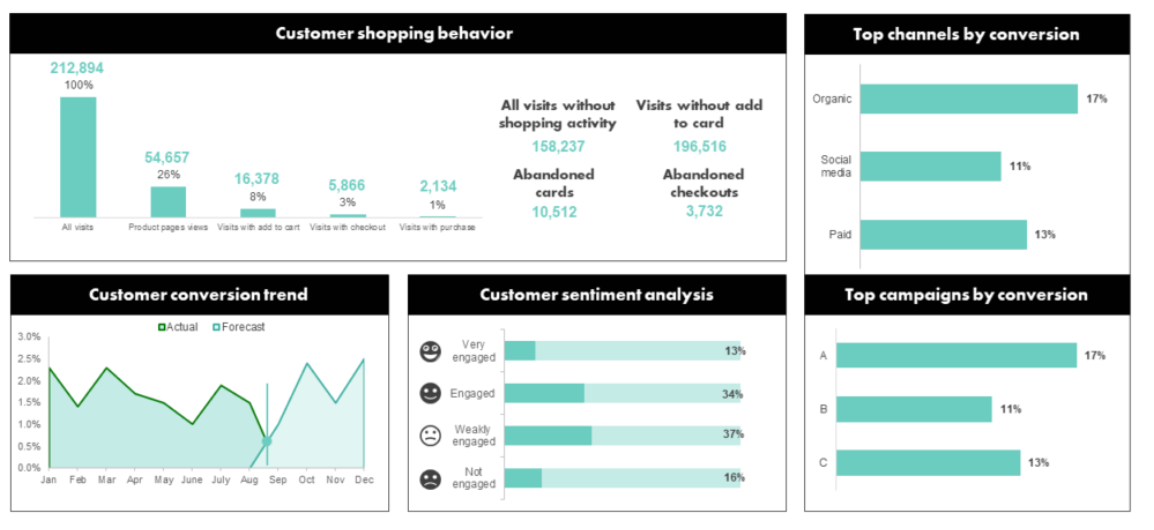 Customer shopping behavior
212,894
100%
54,657
26%
16,378
8%
5,866
3%
2,134
1%
All visits
Product pages views
Visits with add to cart
Visits with checkout
Visits with purchase
All visits without
shopping activity
158,237
Visits without add
to card
196,516
Abandoned
cards
10,512
Abandoned
checkouts
3,732
Top channels by conversion
Organic
17%
Social
media
11%
Paid
13%
Customer conversion trend
Actual
Forecast
3.0%
2.5%
2.0%
1.5%
1.0%
0.5%
0.0%
Jan Feb Mar Apr May June July Aug Sep Oct Nov Dec
Customer sentiment analysis
Very
engaged
13%
Engaged
34%
Weakly
engaged
37%
Not
engaged
16%
Top campaigns by conversion
A
17%
B
11%
C
13%